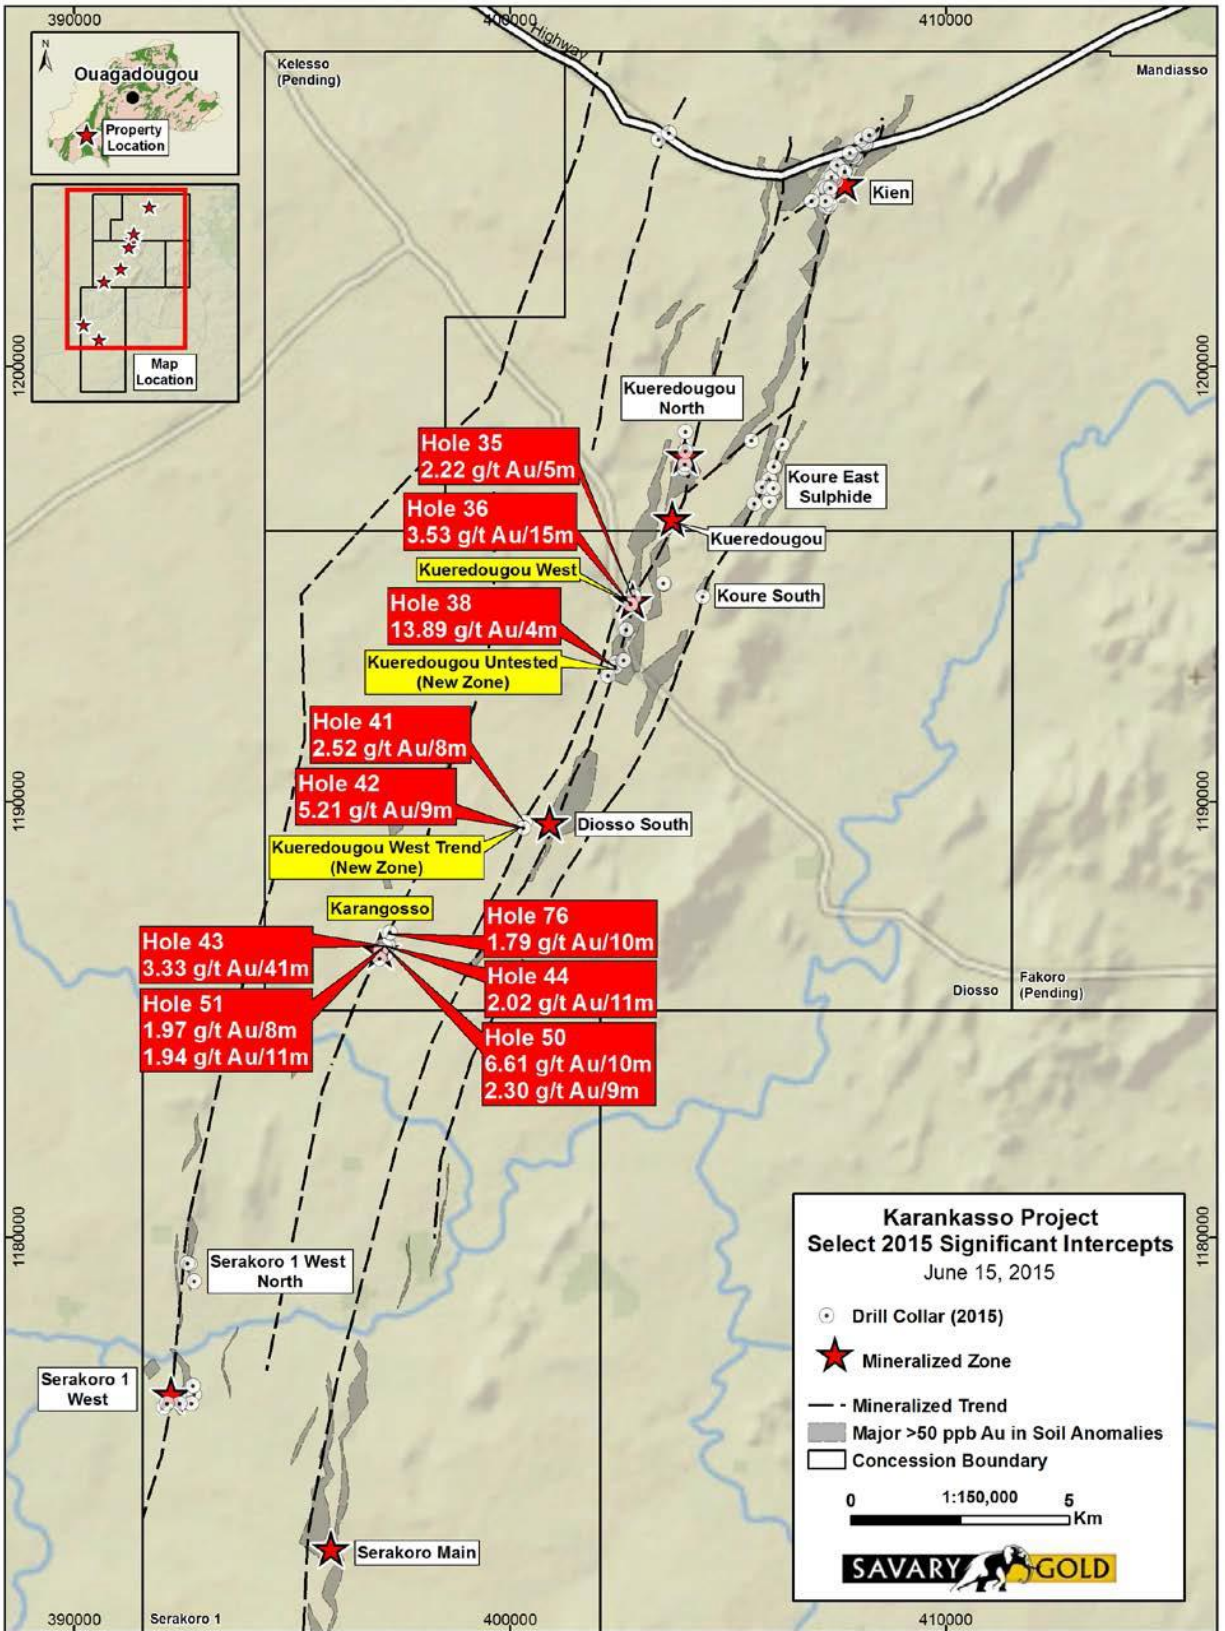 390000
400000
410000
Highway
N
Ouagadougou
Property
Location
Map
Location
Kelesso
(Pending)
Mandiasso
Kien
1200000
1200000
Kueredougou
North
Hole 35
2.22 g/t Au/5m
Koure East
Sulphide
Hole 36
3.53 g/t Au/15m
Kueredougou
Kueredougou West
Koure South
Hole 38
13.89 g/t Au/4m
Kueredougou Untested
(New Zone)
Hole 41
2.52 g/t Au/8m
Hole 42
5.21 g/t Au/9m
1190000
1190000
Diosso South
Kueredougou West Trend
(New Zone)
Karangosso
Hole 76
1.79 g/t Au/10m
Hole 43
3.33 g/t Au/41m
Hole 44
2.02 g/t Au/11m
Diosso
Fakoro
(Pending)
Hole 51
1.97 g/t Au/8m
1.94 g/t Au/11m
Hole 50
6.61 g/t Au/10m
2.30 g/t Au/9m
1180000
1180000
Serakoro 1 West
North
Serakoro 1
West
Serakoro Main
Karankasso Project
Select 2015 Significant Intercepts
June 15, 2015
Drill Collar (2015)
Mineralized Zone
Mineralized Trend
Major >50 ppb Au in Soil Anomalies
Concession Boundary
0 1:150,000 5
Km
SAVARY GOLD
390000
Serakoro 1
400000
410000